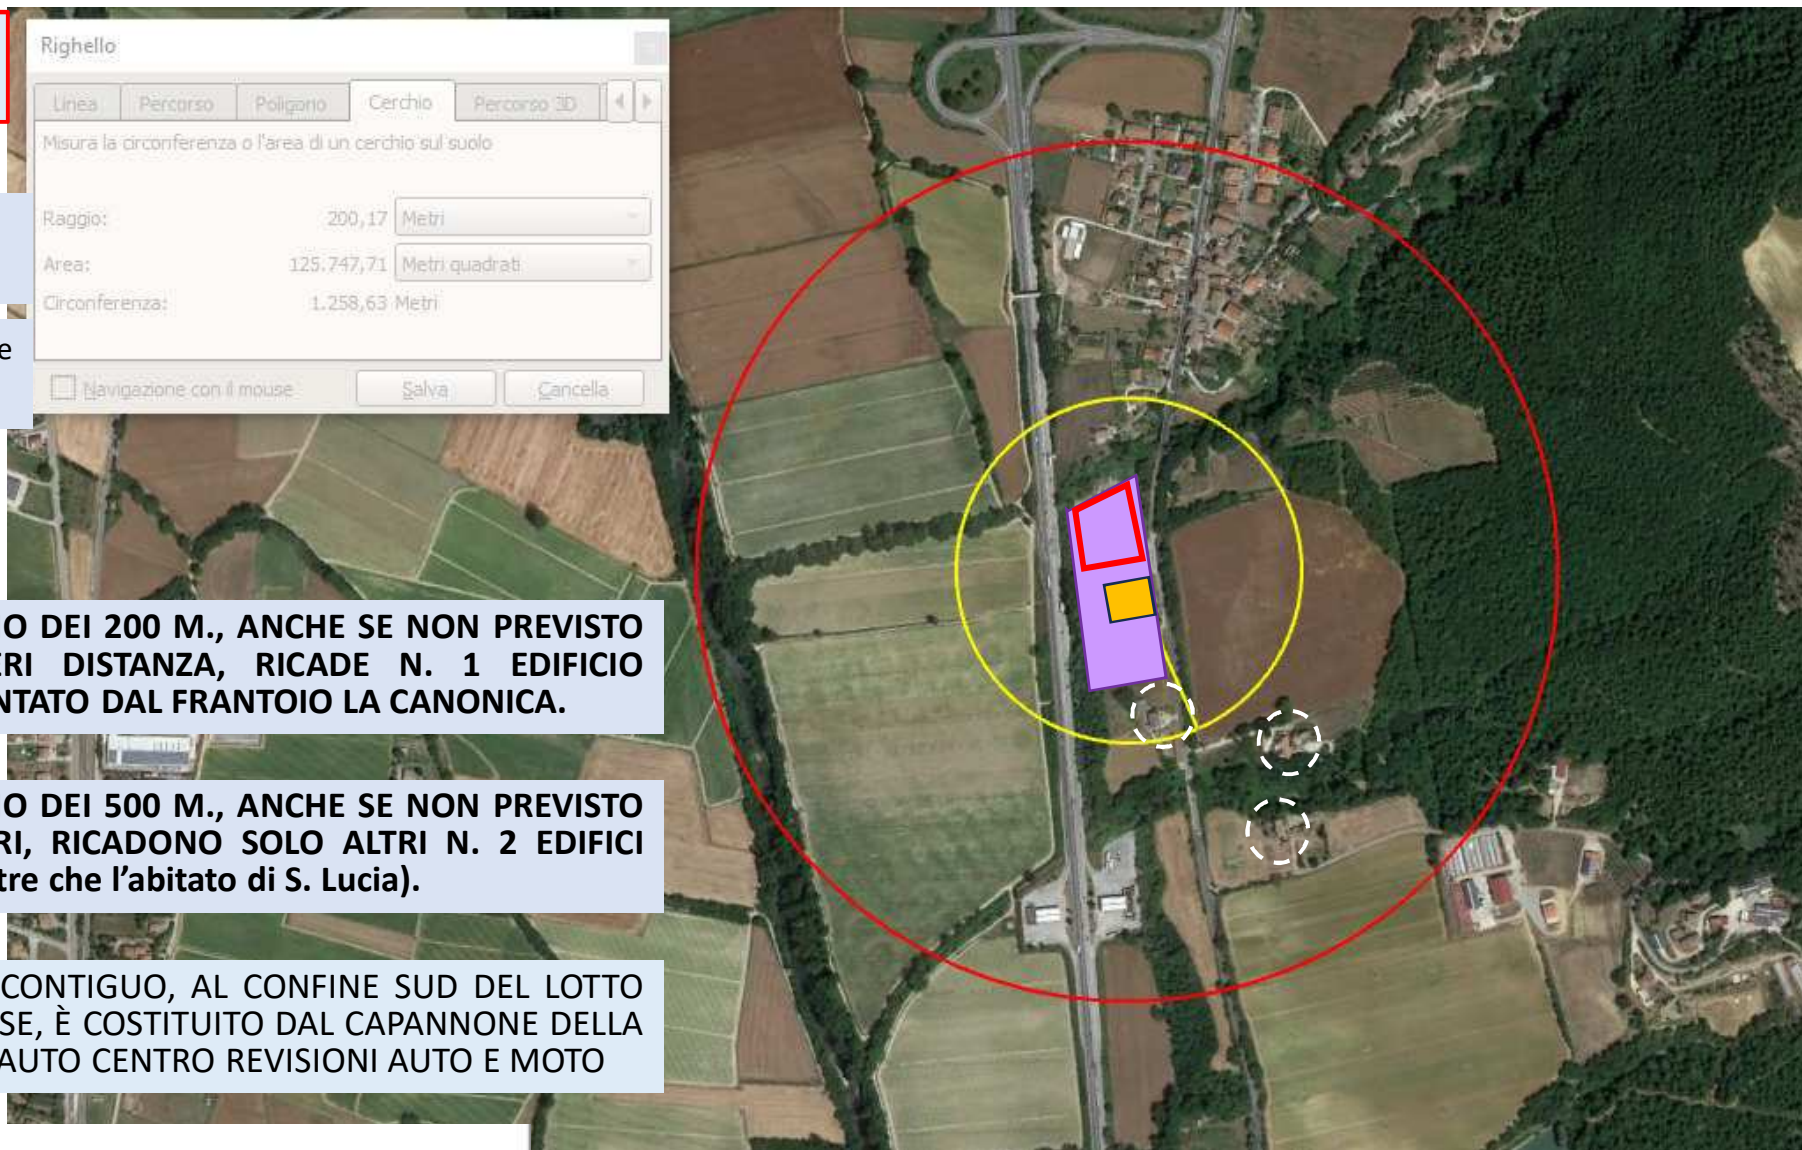 Righello
Linea Percorso Poligono Cerchio Percorso 3D
Misura la circonferenza o l'area di un cerchio sul suolo
Raggio: 200,17 Metri
Area: 125.747,71 Metri quadrati
Circonferenza: 1.258,63 Metri
e
Navigazione con il mouse Salva Cancella
O DEI 200 M., ANCHE SE NON PREVISTO
ERI DISTANZA, RICADE N. 1 EDIFICIO
NTATO DAL FRANTOIO LA CANONICA.
O DEI 500 M., ANCHE SE NON PREVISTO
RI, RICADONO SOLO ALTRI N. 2 EDIFICI
tre che l’abitato di S. Lucia).
CONTIGUO, AL CONFINE SUD DEL LOTTO
SE, È COSTITUITO DAL CAPANNONE DELLA
AUTO CENTRO REVISIONI AUTO E MOTO